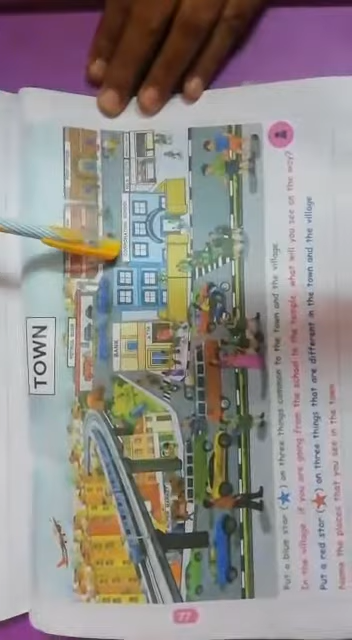 TOWN
BANK
ATM
Put a blue star (★) on three things common to the town and the village
In the village, if you are going from the school to the temple, what will you see on the way?
Put a red star (★) on three things that are different in the town and the village
Name the places that you see in the town
77